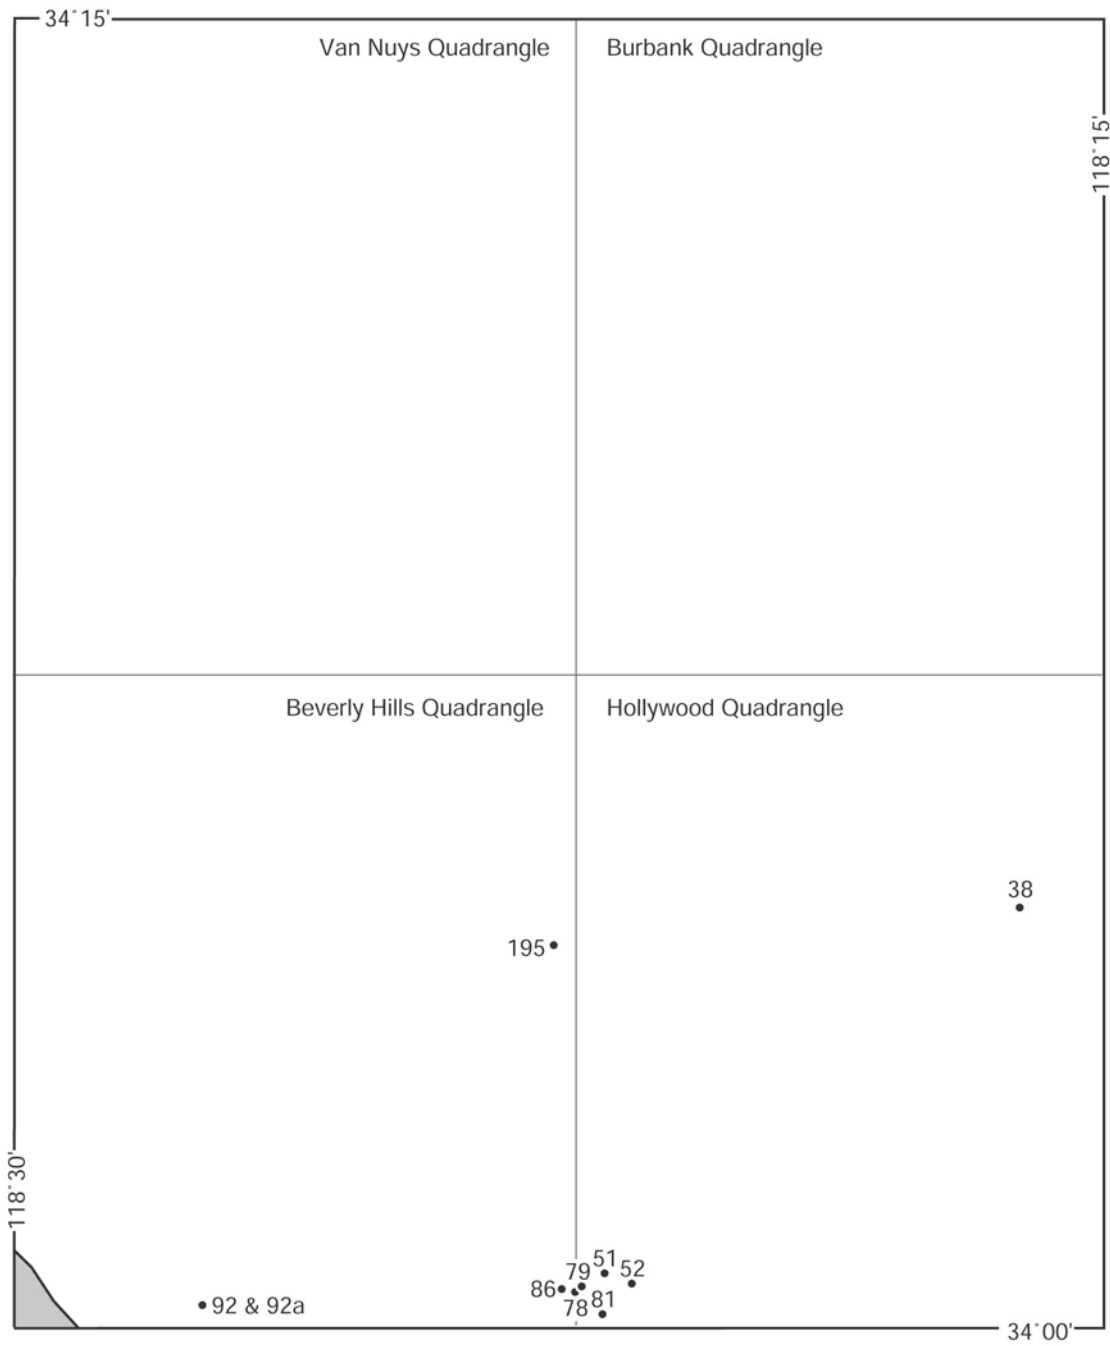 34°15'
Van Nuys Quadrangle
Burbank Quadrangle
118°15'
Beverly Hills Quadrangle
Hollywood Quadrangle
38
195
118°30'
51
79
52
86
92 & 92a
78
81
34°00'